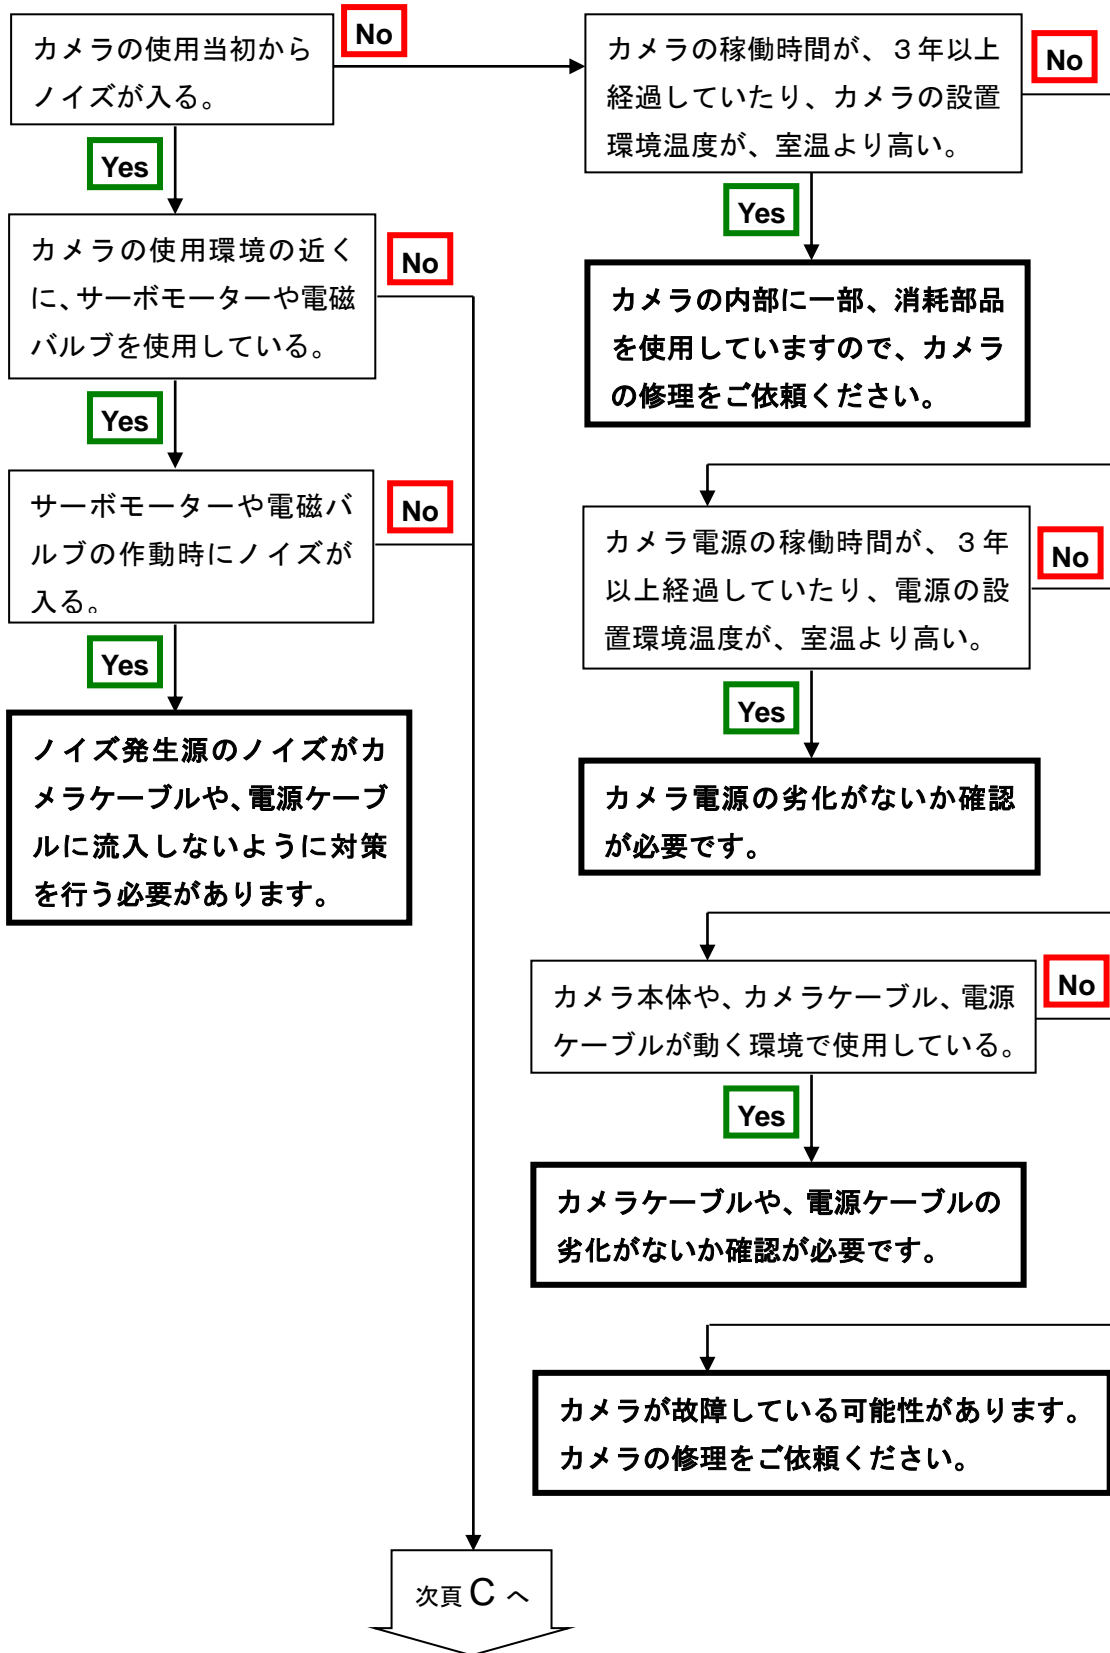 カメラの使用当初から
ノイズが入る。
No
Yes
カメラの使用環境の近く
に、サーボモーターや電磁
バルブを使用している。
No
Yes
サーボモーターや電磁バ
ルブの作動時にノイズが
入る。
No
Yes
ノイズ発生源のノイズがカ
メラケーブルや、電源ケーブ
ルに流入しないように対策
を行う必要があります。
カメラの稼働時間が、３年以上
経過していたり、カメラの設置
環境温度が、室温より高い。
No
Yes
カメラの内部に一部、消耗部品
を使用していますので、カメラ
の修理をご依頼ください。
カメラ電源の稼働時間が、３年
以上経過していたり、電源の設
置環境温度が、室温より高い。
No
Yes
カメラ電源の劣化がないか確認
が必要です。
カメラ本体や、カメラケーブル、電源
ケーブルが動く環境で使用している。
No
Yes
カメラケーブルや、電源ケーブルの
劣化がないか確認が必要です。
カメラが故障している可能性があります。
カメラの修理をご依頼ください。
次頁 C へ